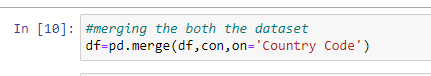 In [10]: #merging the both the dataset
df=pd.merge(df,con,on='Country Code')